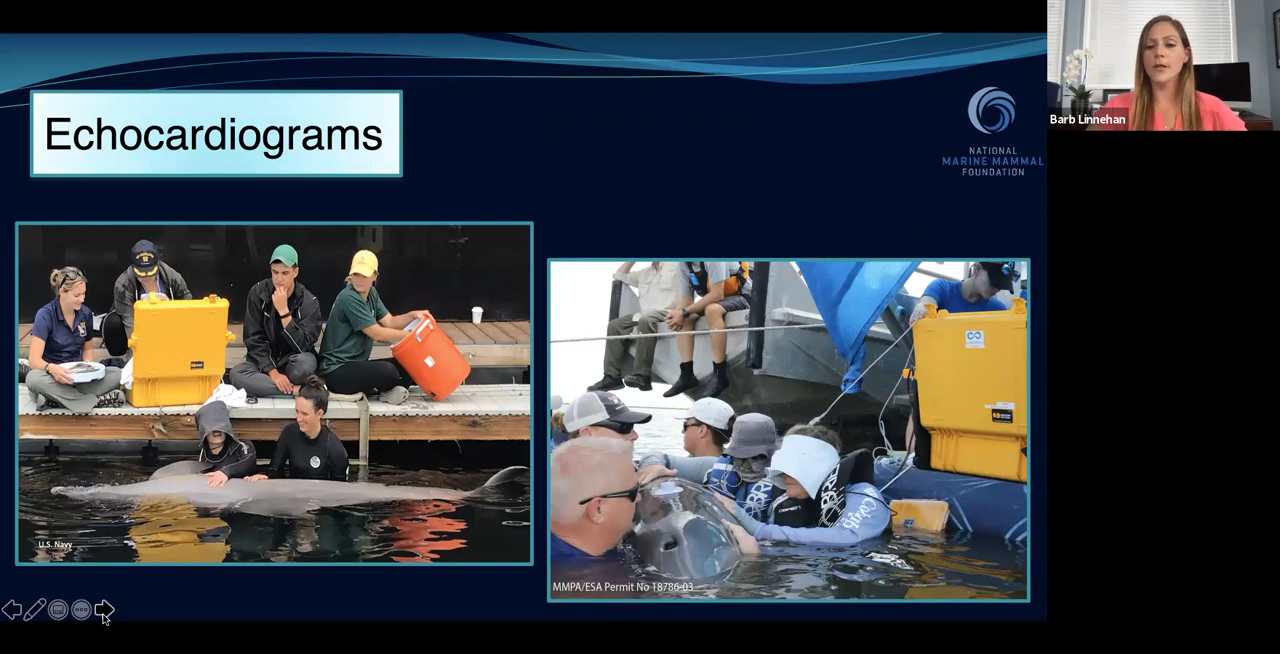 Echocardiograms
NATIONAL
MARINE MAMMAL
FOUNDATION
Barb Linnehan
U.S. Navy
MMPA/ESA Permit No 18786-03